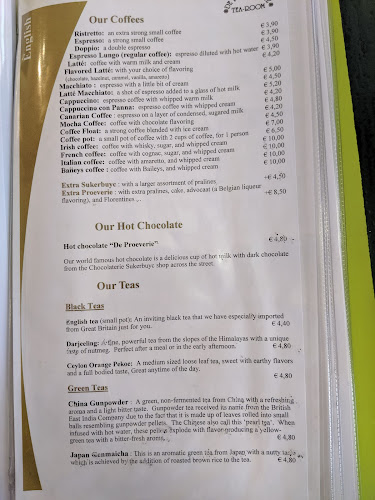 English
TEA-ROOM
Our Coffees
Ristretto: an extra strong small coffee € 3,90
Espresso: a strong small coffee € 4,50
Doppio: a double espresso € 3,90
Espresso Lungo (regular coffee): espresso diluted with hot water € 4,20
Latté: coffee with warm milk and cream
Flavored Latté: with your choice of flavoring € 5,00
(chocolate, hazelnut, caramel, vanilla, amaretto) € 4,50
Macchiato : espresso with a little bit of cream € 4,20
Latté Macchiato: a shot of espresso added to a glass of hot milk € 4,80
Cappuccino: espresso coffee with whipped warm milk € 4,20
Cappuccino con Panna: espresso coffee with whipped cream € 4,50
Canarian Coffee : espresso on a layer of condensed, sugared milk
Mocha Coffee: coffee with chocolate flavoring € 7,00
Coffee Float: a strong coffee blended with ice cream € 6,50
Coffee pot: a small pot of coffee with 2 cups of coffee, for 1 person € 10,00
Irish coffee: coffee with whisky, sugar, and whipped cream € 10,00
French coffee: coffee with cognac, sugar, and whipped cream € 10,00
Italian coffee: coffee with amaretto, and whipped cream € 10,00
Baileys coffee : coffee with Baileys, and whipped cream
Extra Sukerbuye : with a larger assortment of pralines +€ 4,50
Extra Proeverie : with extra pralines, cake, advocaat (a Belgian liqueur +€ 8,50
flavoring), and Florentines
Our Hot Chocolate
Hot chocolate "De Proeverie" € 4,80
Our world famous hot chocolate is a delicious cup of hot milk with dark chocolate
from the Chocolaterie Sukerbuye shop across the street.
Our Teas
Black Teas
English tea (small pot): An inviting black tea that we have especially imported
from Great Britain just for you. € 4,40
Darjeling: A fine, powerful tea from the slopes of the Himalayas with a unique
taste of nutmeg. Perfect after a meal or in the early afternoon. € 4,80
Ceylon Orange Pekoe: A medium sized loose leaf tea, sweet with earthy flavors
and a full bodied taste, Great anytime of the day. € 4,80
Green Teas
China Gunpowder : A green, non-fermented tea from China with a refreshing
aroma and a light bitter taste. Gunpowder tea received its name from the British
East India Company due to the fact that it is made up of leaves rolled into small
balls resembling gunpowder pellets. The Chinese also call this 'pearl tea'. When
infused with hot water, these pellets explode with flavor producing a yellow-
green tea with a bitter-fresh aroma. € 4,80
Japan Genmaicha : This is an aromatic green tea from Japan with a nutty taste
which is achieved by the addition of roasted brown rice to the tea. € 4,80